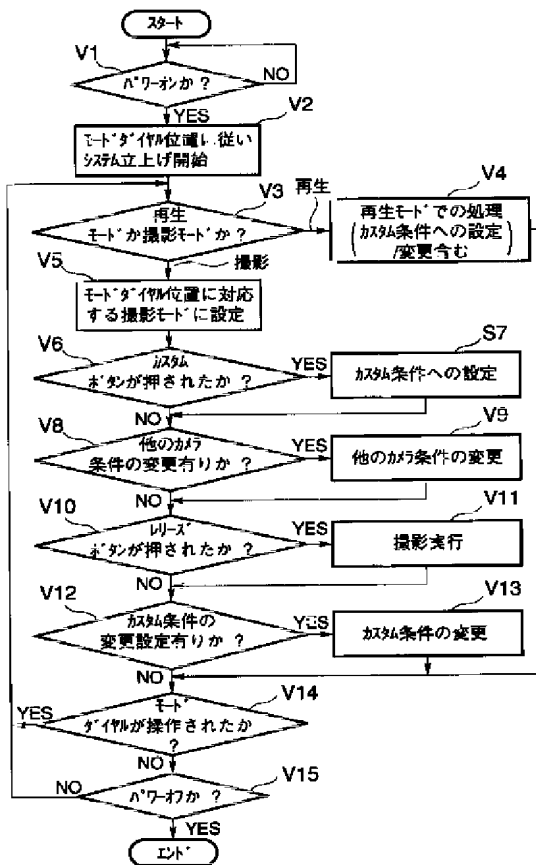 スタート
V1
パワーオンか ?
NO
YES
V2
モードダイヤル位置に従い
システム立上げ開始
V3
再生
モードか撮影モードか ?
再生
V4
再生モードでの処理
(カスタム条件への設定
/変更含む)
撮影
V5
モードダイヤル位置に対応
する撮影モードに設定
V6
カスタム
ボタンが押されたか ?
YES
S7
カスタム条件への設定
NO
V8
他のカメラ
条件の変更有りか ?
YES
V9
他のカメラ条件の変更
NO
V10
レリーズ
ボタンが押されたか ?
YES
V11
撮影実行
NO
V12
カスタム条件の
変更設定有りか ?
YES
V13
カスタム条件の変更
NO
V14
モード
ダイヤルが操作されたか
?
YES
NO
V15
パワーオフか ?
NO
YES
エンド